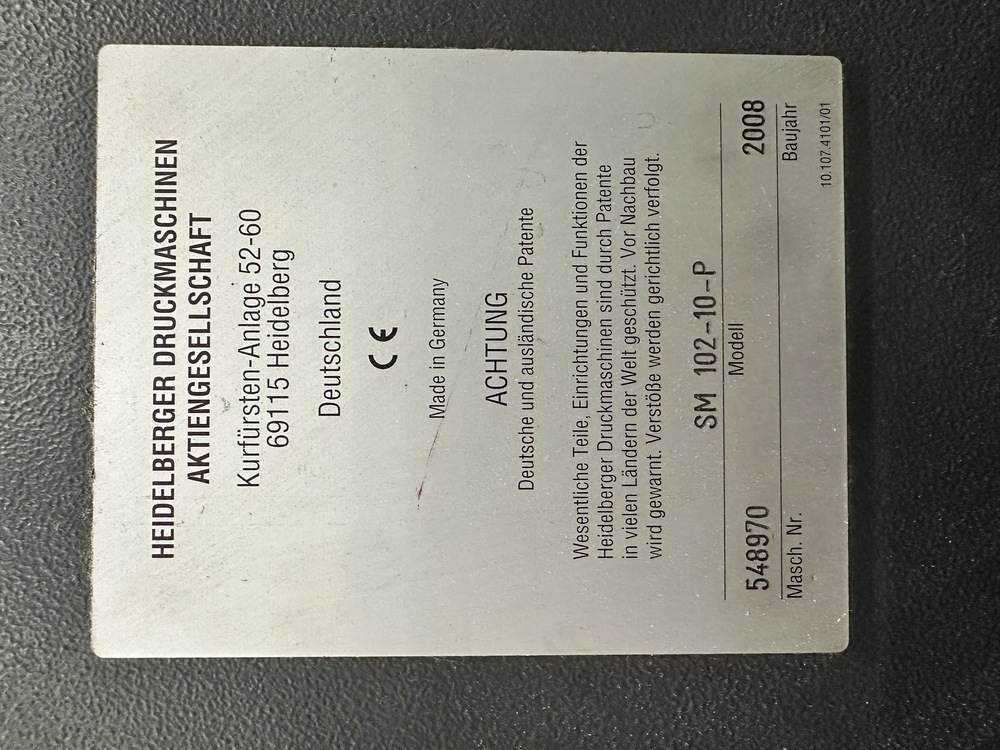 HEIDELBERGER DRUCKMASCHINEN
AKTIENGESELLSCHAFT
Kurfürsten-Anlage 52-60
69115 Heidelberg
Deutschland
CE
Made in Germany
ACHTUNG
Deutsche und ausländische Patente
Wesentliche Teile, Einrichtungen und Funktionen der
Heidelberger Druckmaschinen sind durch Patente
in vielen Ländern der Welt geschützt. Vor Nachbau
wird gewarnt. Verstöße werden gerichtlich verfolgt.
SM 102-10-P
Modell
548970 2008
Masch. Nr. Baujahr
10.107.4101/01